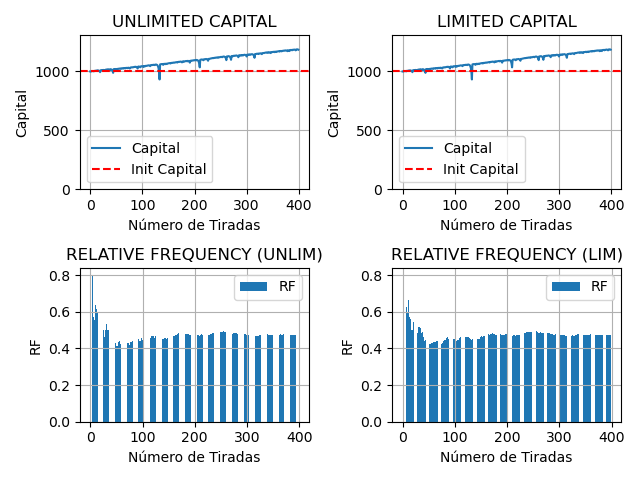 UNLIMITED CAPITAL
1000
500
0
Capital
Capital
Init Capital
0 100 200 300 400
Número de Tiradas
LIMITED CAPITAL
1000
500
0
Capital
Capital
Init Capital
0 100 200 300 400
Número de Tiradas
RELATIVE FREQUENCY (UNLIM)
0.8
0.6
0.4
0.2
0.0
RF
RF
0 100 200 300 400
Número de Tiradas
RELATIVE FREQUENCY (LIM)
0.8
0.6
0.4
0.2
0.0
RF
RF
0 100 200 300 400
Número de Tiradas